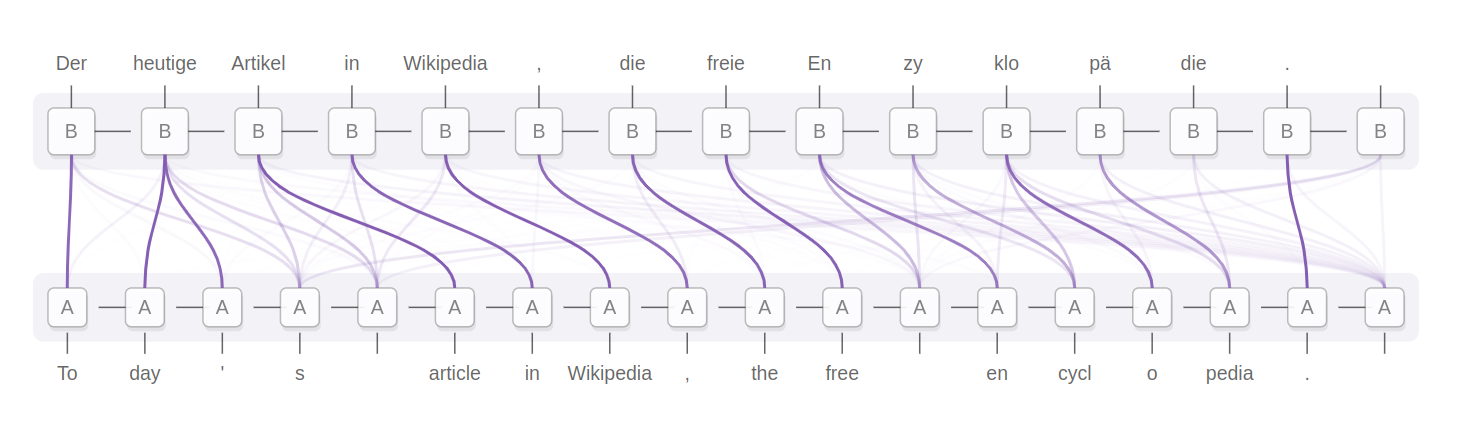 Der heutige Artikel in Wikipedia , die freie En zy klo pä die .
B B B B B B B B B B B B B B B
A A A A A A A A A A A A A A A A A A
To day ' s article in Wikipedia , the free en cycl o pedia .